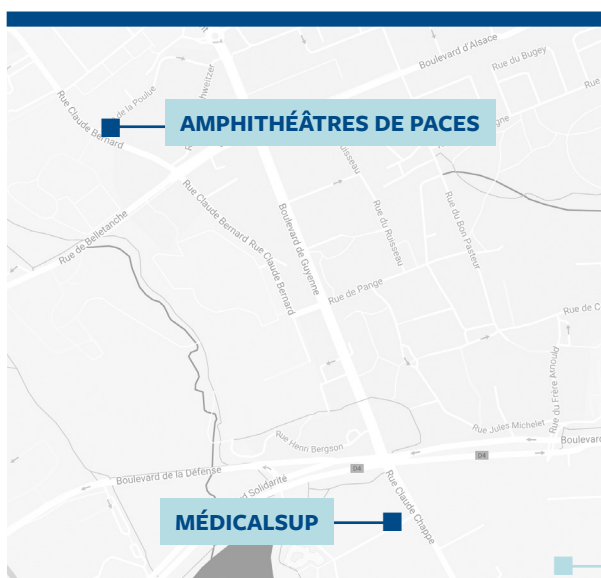 Boulevard d'Alsace
Rue du Bugey
de la Poulue
Rue Claude Bernard
AMPHITHÉÂTRES DE PACES
Rue du Ruisseau
Rue du Bon Pasteur
Rue Claude Bernard
Rue Claude Bernard
Boulevard de Guyenne
Rue de Belletanche
Rue de Pange
Rue de C
Rue du Frère Arnould
Rue Jules Michelet
Rue Henri Bergson
Boulevard
D4
D4
Boulevard de la Défense
Solidarité
Rue Claude Chappe
MÉDICALSUP